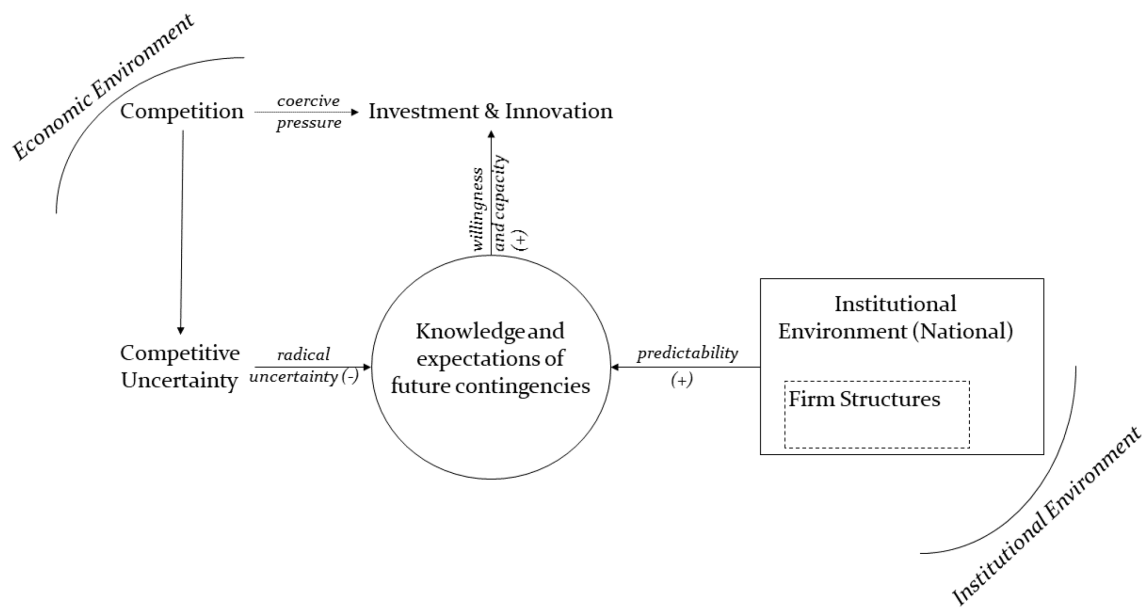 Economic Environment
Competition
coercive
pressure
Investment & Innovation
willingness
and capacity
(+)
Competitive
Uncertainty
radical
uncertainty (-)
Knowledge and
expectations of
future contingencies
predictability
(+)
Institutional
Environment (National)
Firm Structures
Institutional Environment